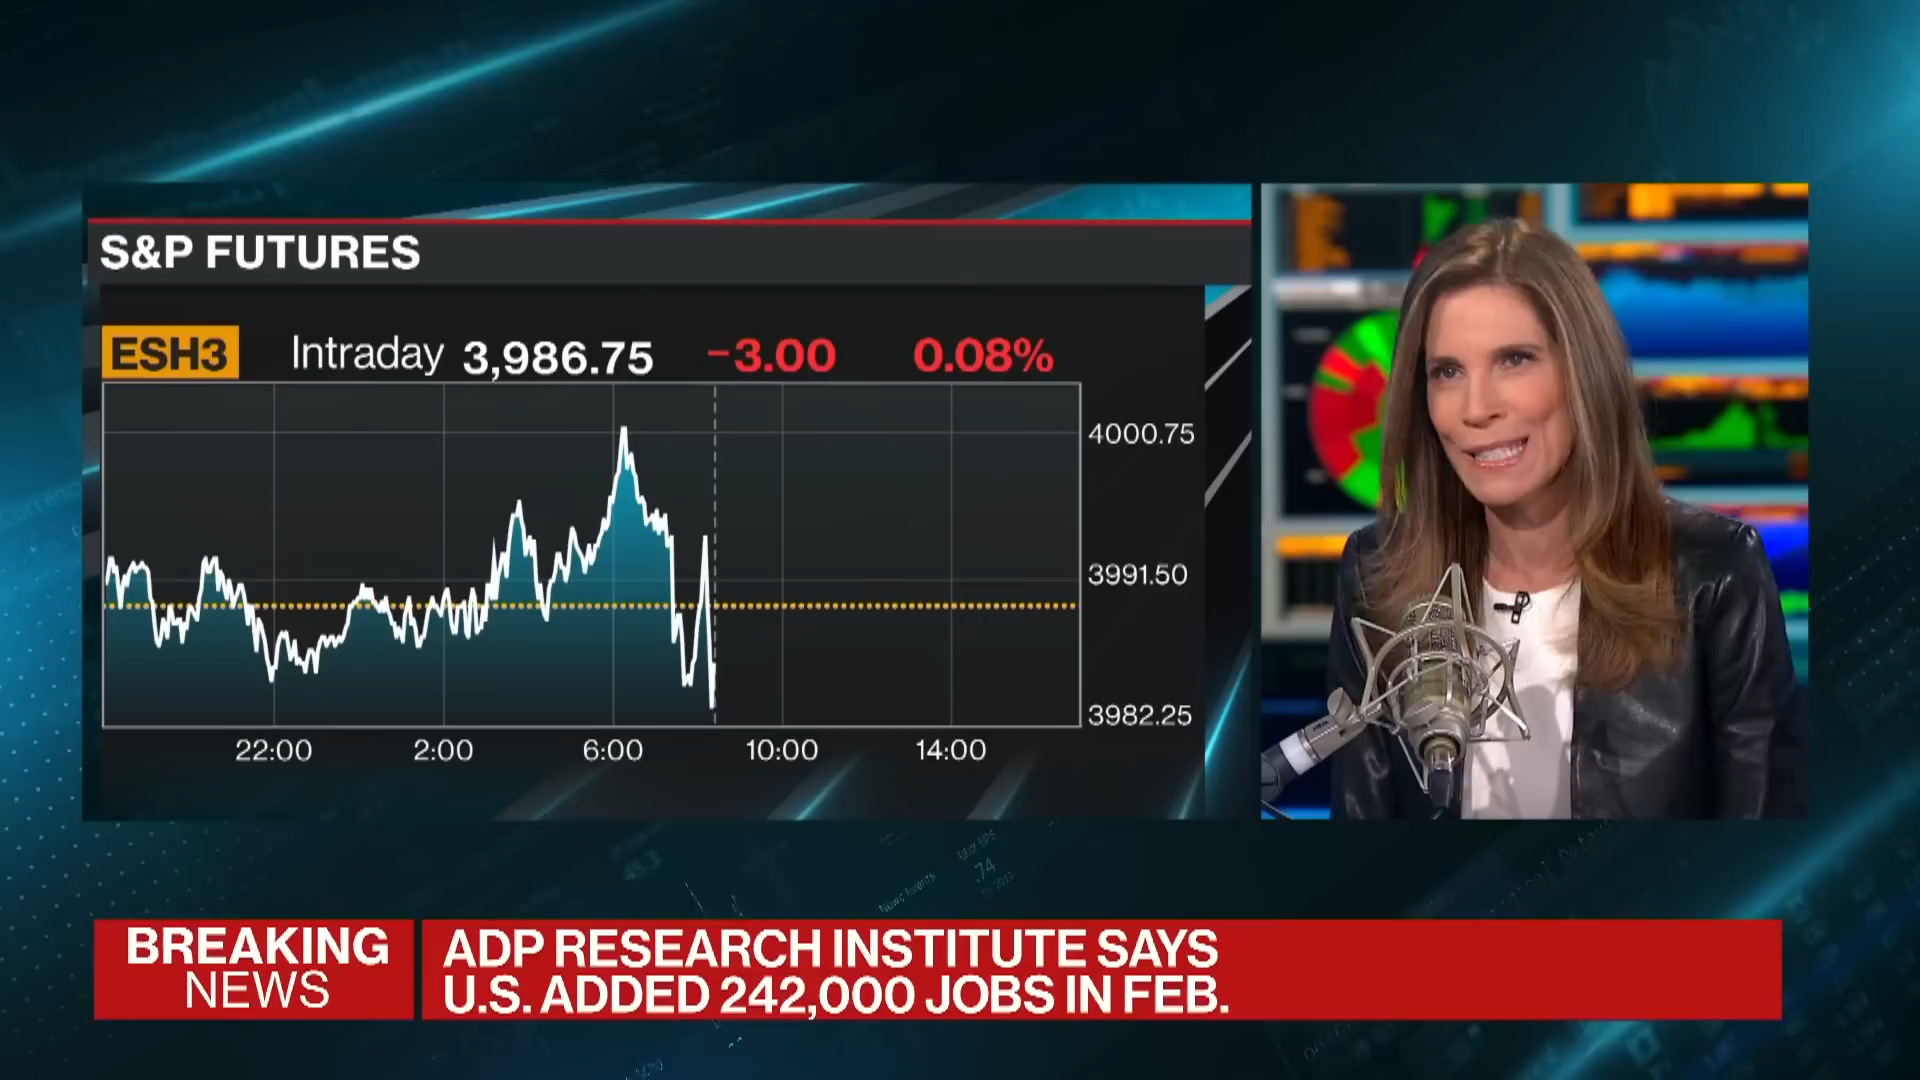 S&P FUTURES
ESH3 Intraday 3,986.75 −3.00 0.08%
4000.75
3991.50
3982.25
22:00 2:00 6:00 10:00 14:00
BREAKING
NEWS
ADP RESEARCH INSTITUTE SAYS
U.S. ADDED 242,000 JOBS IN FEB.